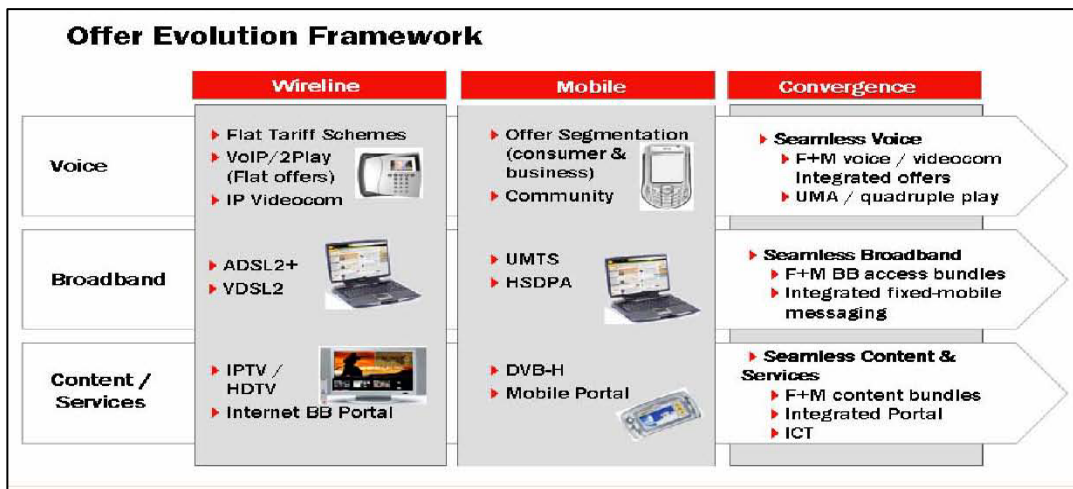 Offer Evolution Framework
Wireline
Mobile
Convergence
Voice
Flat Tariff Schemes
VoIP/2Play
(Flat offers)
IP Videocom
Offer Segmentation
(consumer &
business)
Community
Seamless Voice
F+M voice / videocom
Integrated offers
UMA / quadruple play
Broadband
ADSL2+
VDSL2
UMTS
HSDPA
Seamless Broadband
F+M BB access bundles
Integrated fixed-mobile
messaging
Content /
Services
IPTV /
HDTV
Internet BB Portal
DVB-H
Mobile Portal
Seamless Content &
Services
F+M content bundles
Integrated Portal
ICT